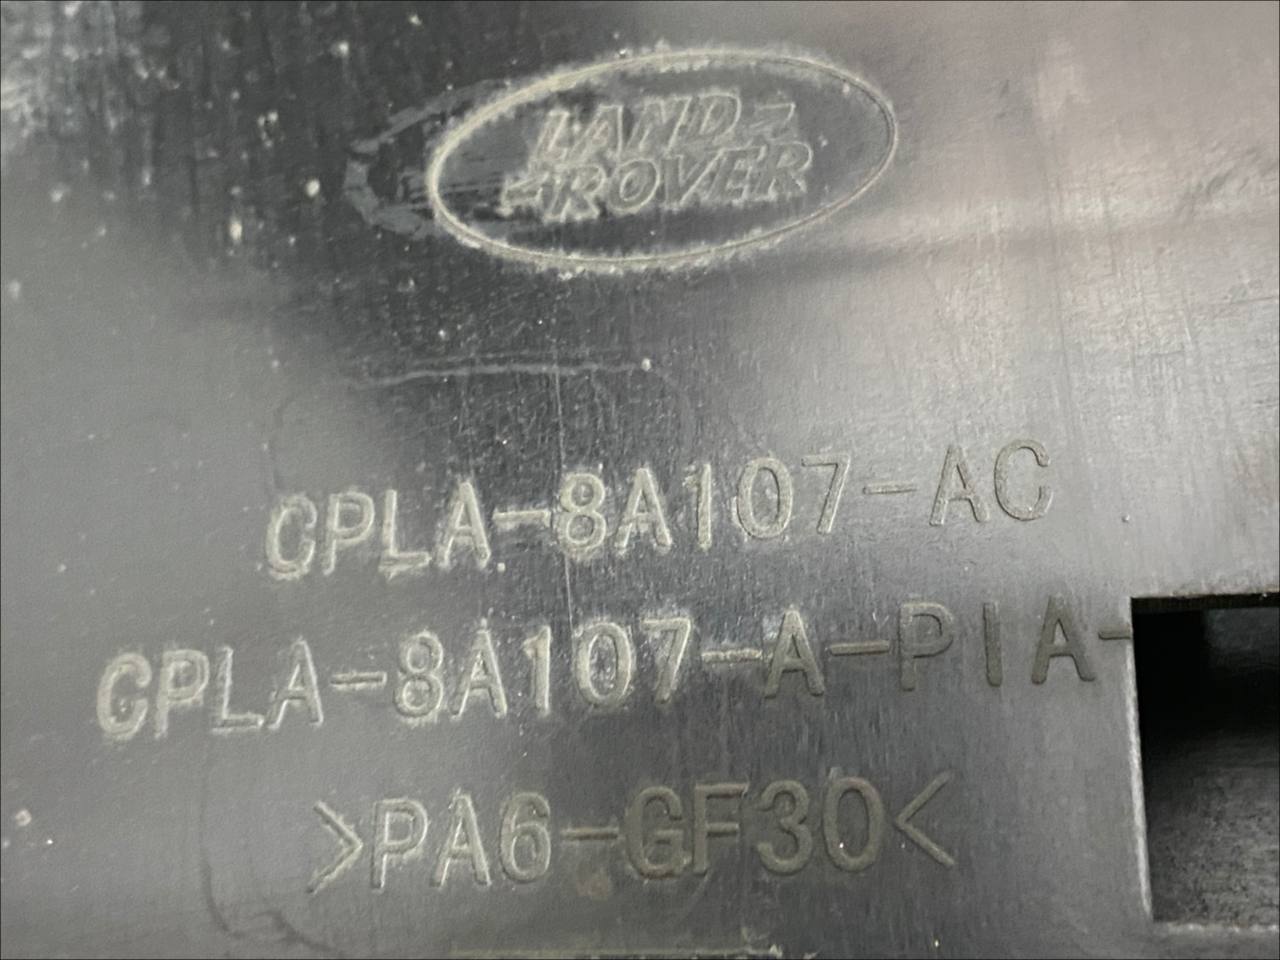 LAND
ROVER
CPLA-8A107-AC
CPLA-8A107-A-PIA-
>PA6-GF30<